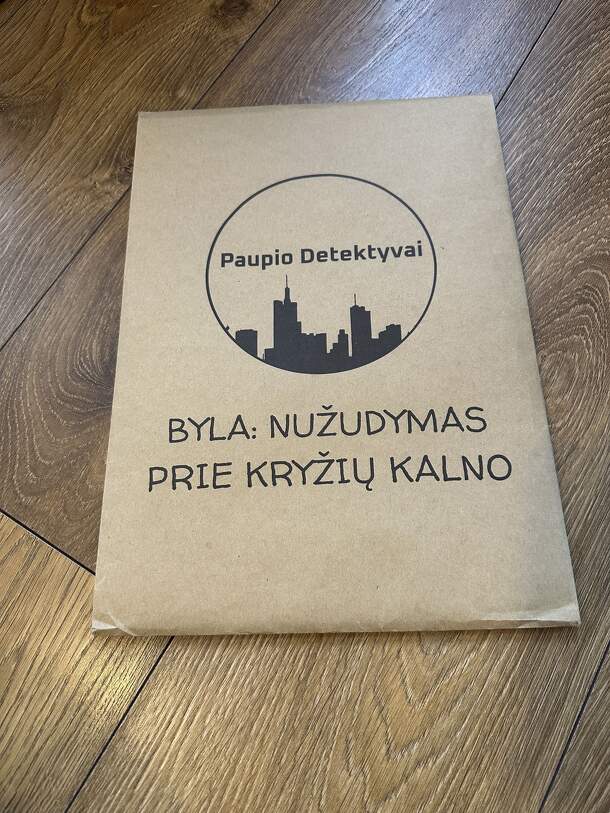 Paupio Detektyvai
BYLA: NUŽUDYMAS
PRIE KRYŽIŲ KALNO